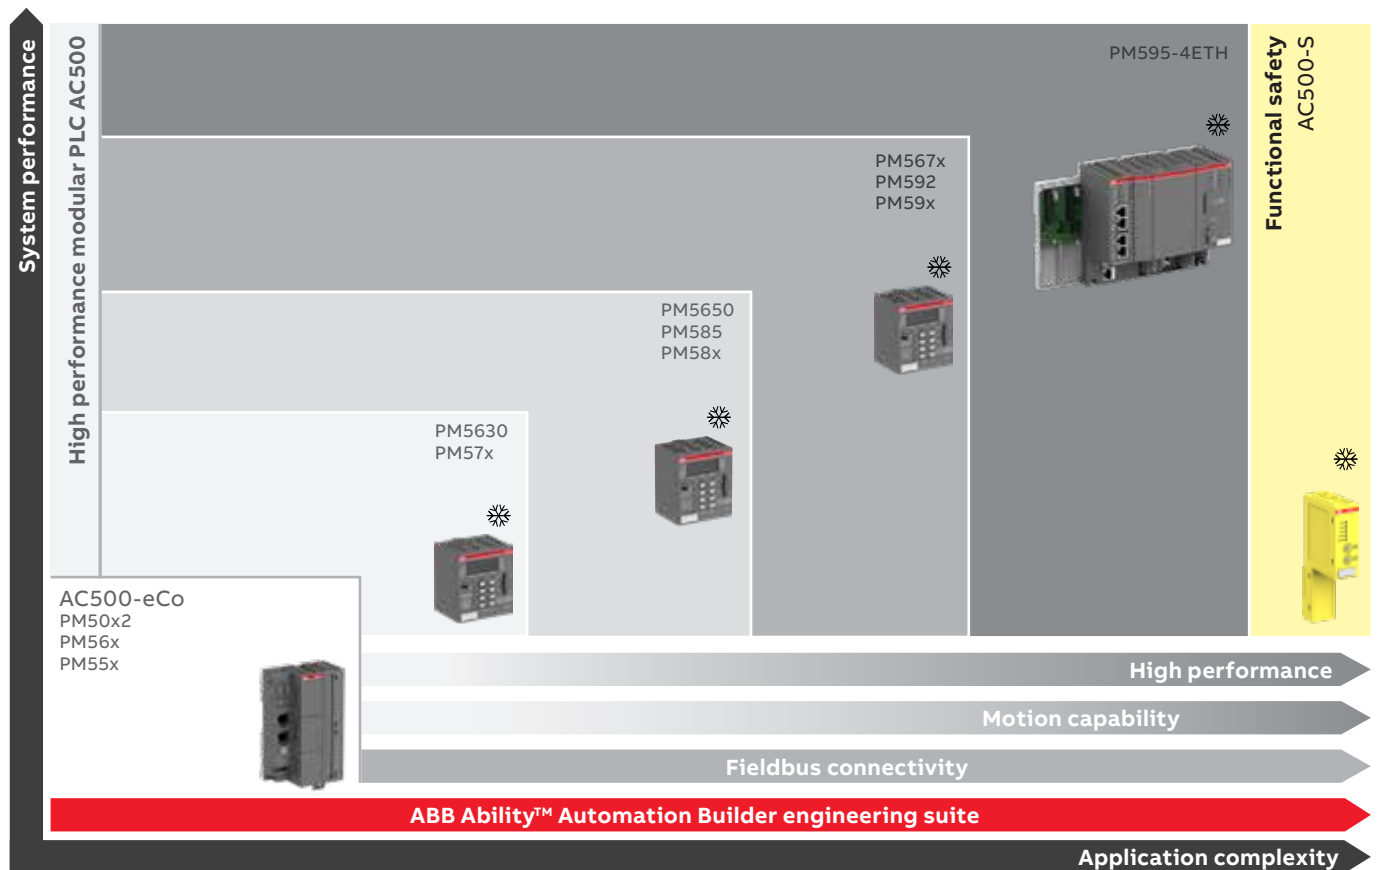 System performance
High performance modular PLC AC500
PM595-4ETH
Functional safety
AC500-S
PM567x
PM592
PM59x
PM5650
PM585
PM58x
PM5630
PM57x
AC500-eCo
PM50x2
PM56x
PM55x
High performance
Motion capability
Fieldbus connectivity
ABB Ability™ Automation Builder engineering suite
Application complexity